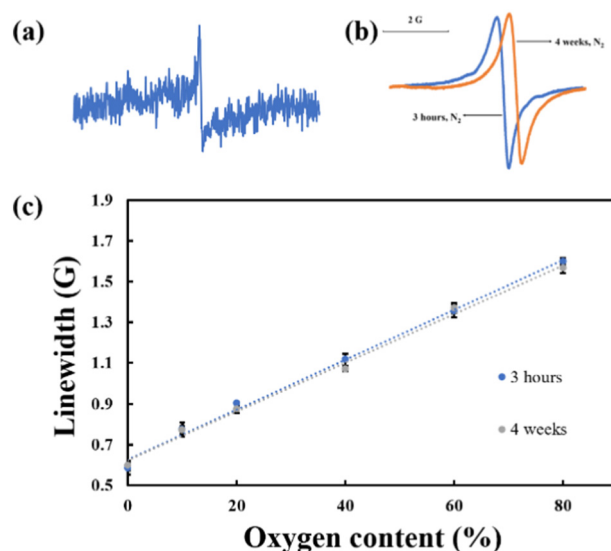 (a)
(b)
2 G
4 weeks, N₂
3 hours, N₂
(c)
1.9
1.7
1.5
1.3
1.1
0.9
0.7
0.5
Linewidth (G)
3 hours
4 weeks
0
20
40
60
80
Oxygen content (%)